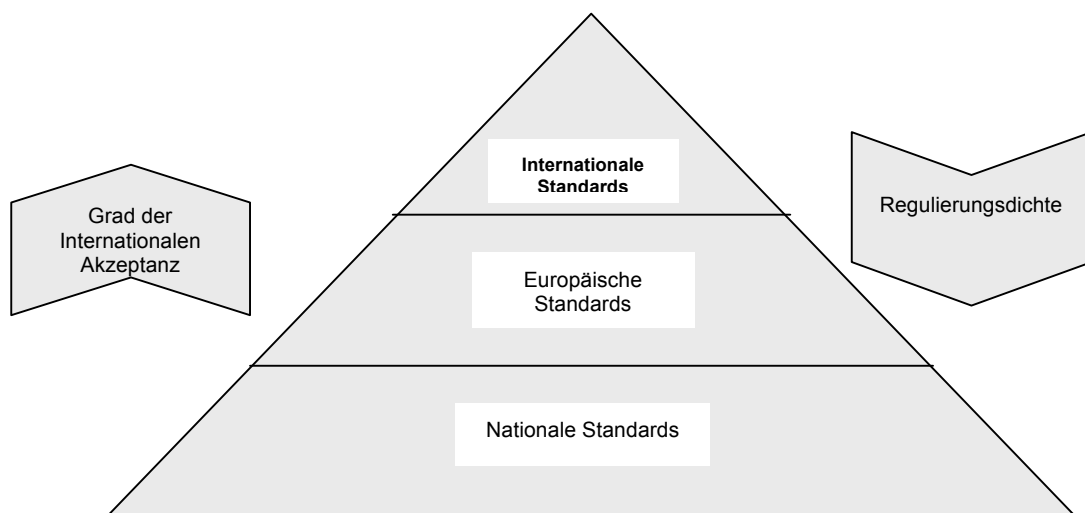 Internationale
Standards
Grad der
Internationalen
Akzeptanz
Regulierungsdichte
Europäische
Standards
Nationale Standards